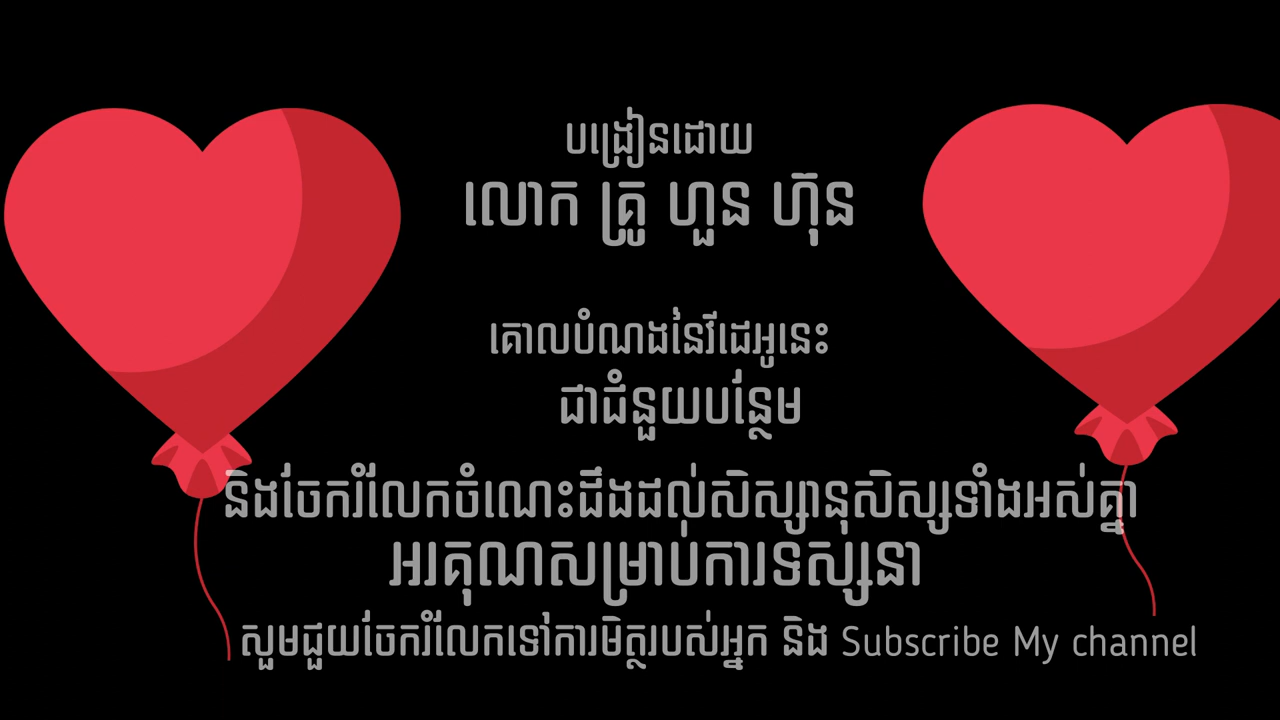 បង្រៀនដោយ
លោក គ្រូ ហួន ហ៊ុន
គោលបំណងនៃវីដេអូនេះ
ជាជំនួយបន្ថែម
និងចែករំលែកចំណេះដឹងដល់សិស្សានុសិស្សទាំងអស់គ្នា
អរគុណសម្រាប់ការទស្សនា
សួមជួយចែករំលែកទៅការមិត្តរបស់អ្នក និង Subscribe My channel